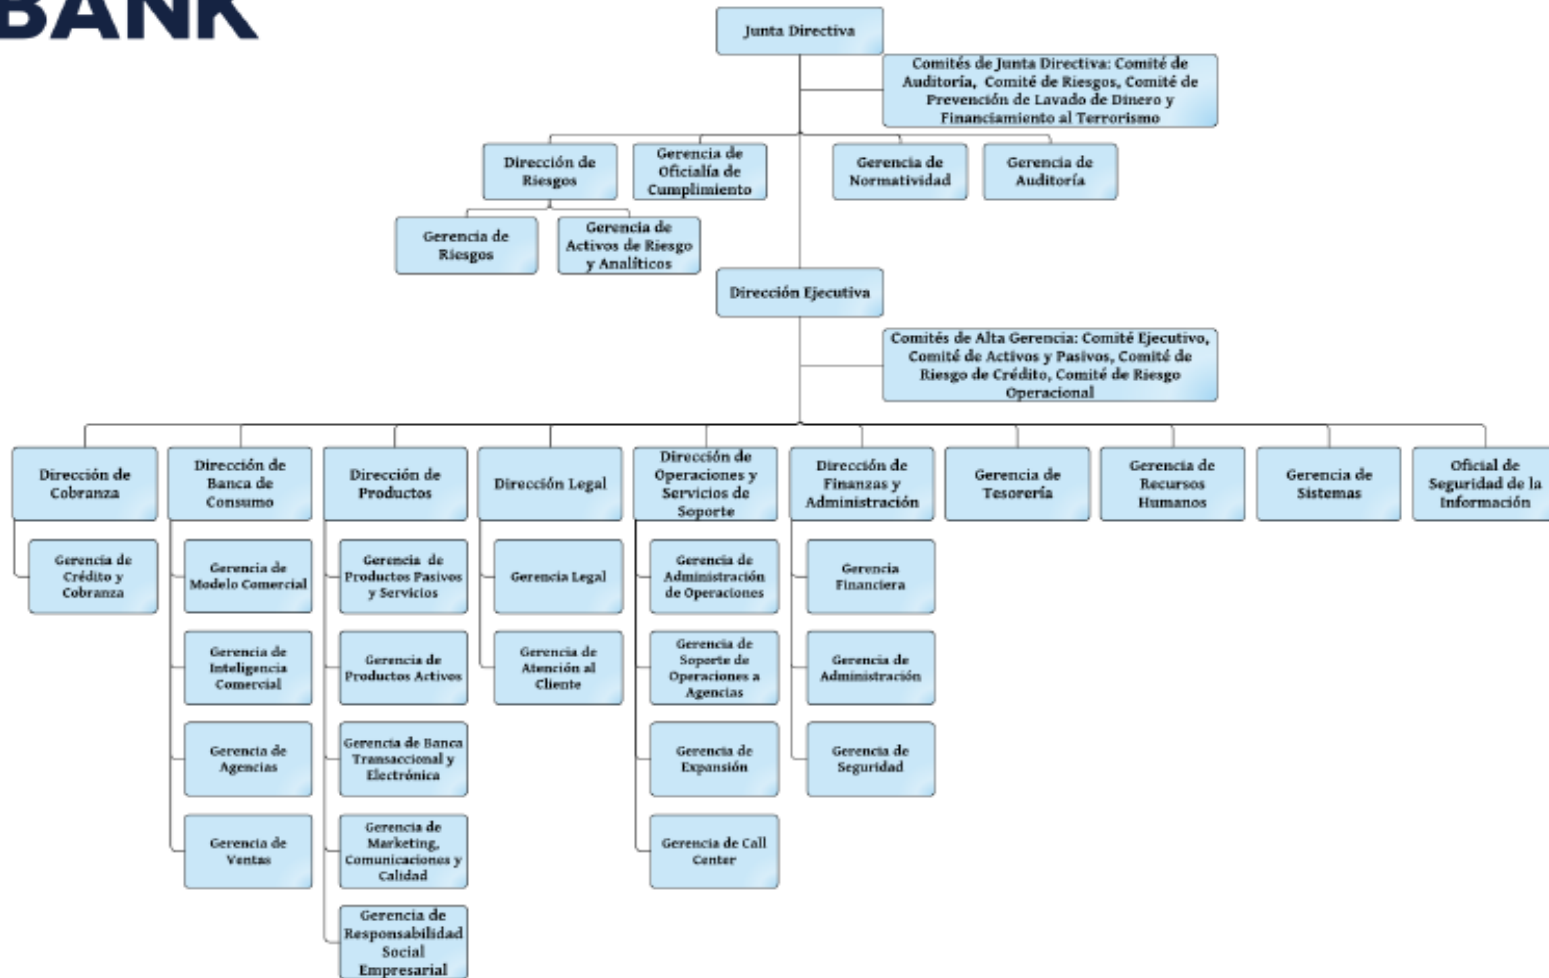 BANK
Junta Directiva
Comités de Junta Directiva: Comité de
Auditoría, Comité de Riesgos, Comité de
Prevención de Lavado de Dinero y
Financiamiento al Terrorismo
Dirección de
Riesgos
Gerencia de
Oficialía de
Cumplimiento
Gerencia de
Normatividad
Gerencia de
Auditoría
Gerencia de
Riesgos
Gerencia de
Activos de Riesgo
y Analíticos
Dirección Ejecutiva
Comités de Alta Gerencia: Comité Ejecutivo,
Comité de Activos y Pasivos, Comité de
Riesgo de Crédito, Comité de Riesgo
Operacional
Dirección de
Cobranza
Dirección de
Banca de
Consumo
Dirección de
Productos
Dirección Legal
Dirección de
Operaciones y
Servicios de
Soporte
Dirección de
Finanzas y
Administración
Gerencia de
Tesorería
Gerencia de
Recursos
Humanos
Gerencia de
Sistemas
Oficial de
Seguridad de la
Información
Gerencia de
Crédito y
Cobranza
Gerencia de
Modelo Comercial
Gerencia de
Productos Pasivos
y Servicios
Gerencia Legal
Gerencia de
Administración
de Operaciones
Gerencia
Financiera
Gerencia de
Inteligencia
Comercial
Gerencia de
Productos Activos
Gerencia de
Atención al
Cliente
Gerencia de
Soporte de
Operaciones a
Agencias
Gerencia de
Administración
Gerencia de
Agencias
Gerencia de Banca
Transaccional y
Electrónica
Gerencia de
Expansión
Gerencia de
Seguridad
Gerencia de
Ventas
Gerencia de
Marketing,
Comunicaciones y
Calidad
Gerencia de Call
Center
Gerencia de
Responsabilidad
Social
Empresarial